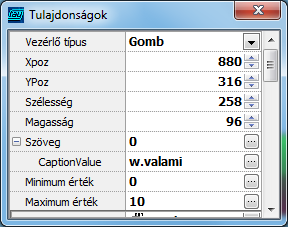 Tulajdonságok
Vezérlő típus Gomb
Xpoz 880
YPoz 316
Szélesség 258
Magasság 96
Szöveg 0
CaptionValue w.valami
Minimum érték 0
Maximum érték 10